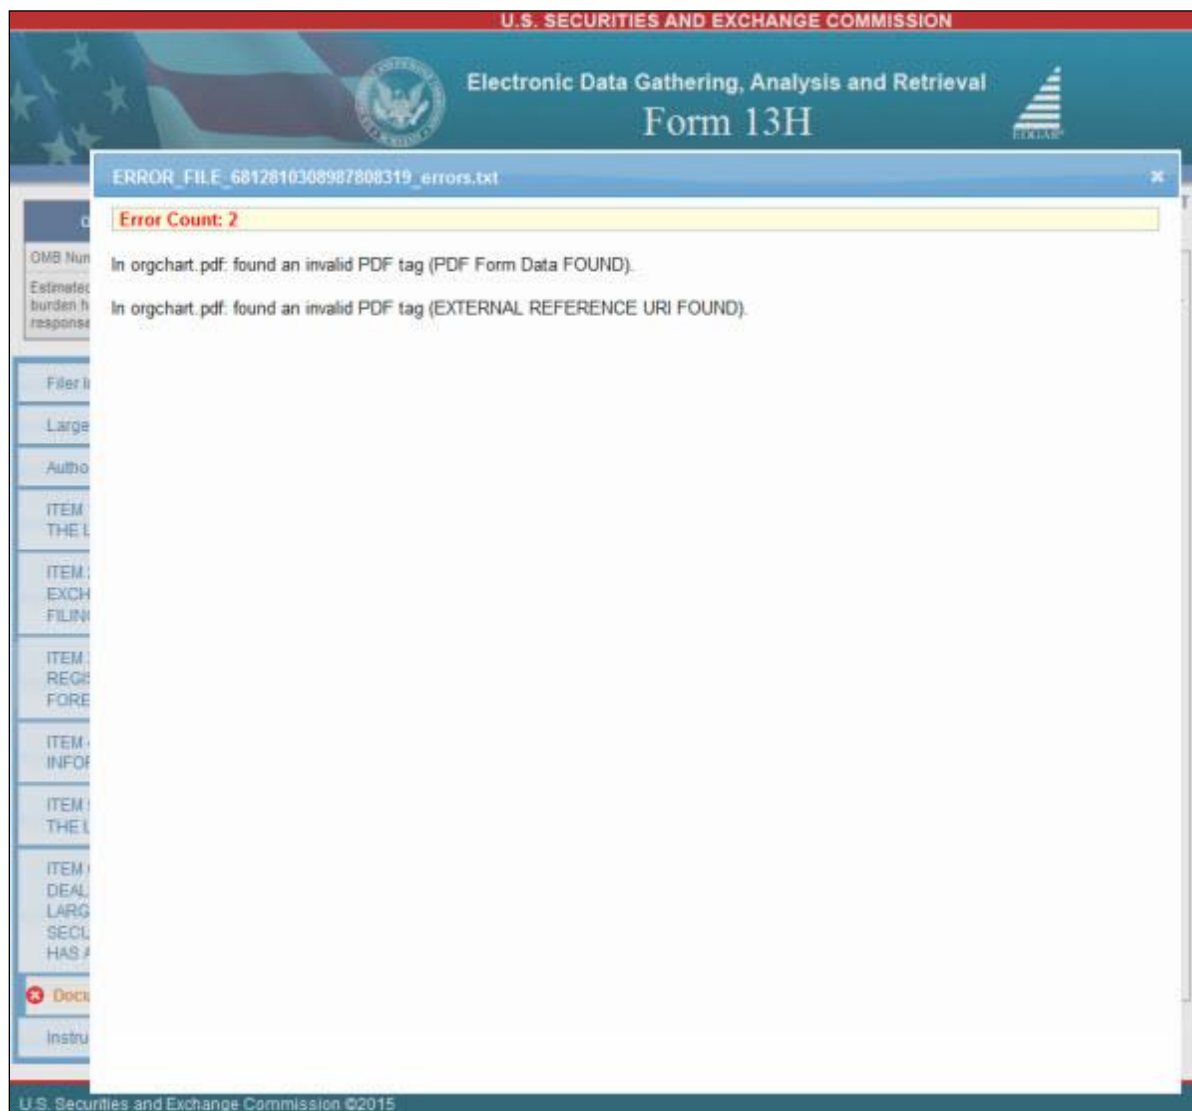 U.S. SECURITIES AND EXCHANGE COMMISSION
Electronic Data Gathering, Analysis and Retrieval
Form 13H
EDGAR
ERROR_FILE_6812810308987808319_errors.txt
Error Count: 2
OMB Num
Estimated
burden h
response
In orgchart.pdf: found an invalid PDF tag (PDF Form Data FOUND).
In orgchart.pdf: found an invalid PDF tag (EXTERNAL REFERENCE URI FOUND).
Filer I
Large
Autho
ITEM
THE L
ITEM
EXCH
FILIN
ITEM
REGIS
FORE
ITEM
INFOR
ITEM
THE L
ITEM
DEAL
LARG
SECU
HAS A
Docu
Instru
U.S. Securities and Exchange Commission ©2015